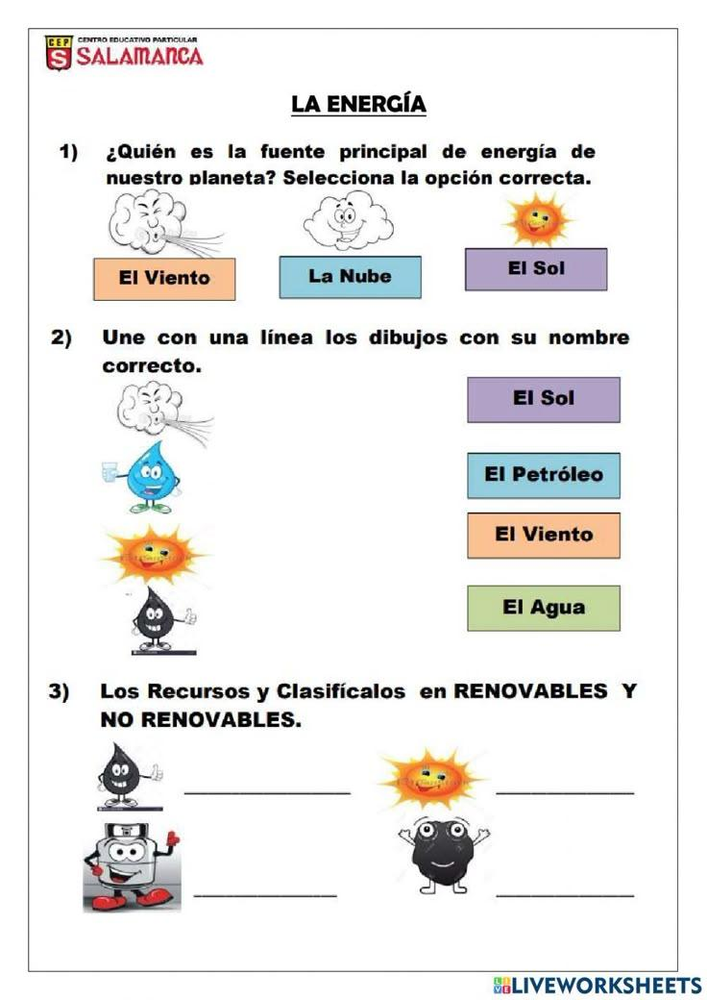 CEP
CENTRO EDUCATIVO PARTICULAR
S SALAMANCA
LA ENERGÍA
1) ¿Quién es la fuente principal de energía de
nuestro planeta? Selecciona la opción correcta.
El Viento
La Nube
El Sol
2) Une con una línea los dibujos con su nombre
correcto.
El Sol
El Petróleo
El Viento
El Agua
3) Los Recursos y Clasifícalos en RENOVABLES Y
NO RENOVABLES.
LIVE LIVEWORKSHEETS